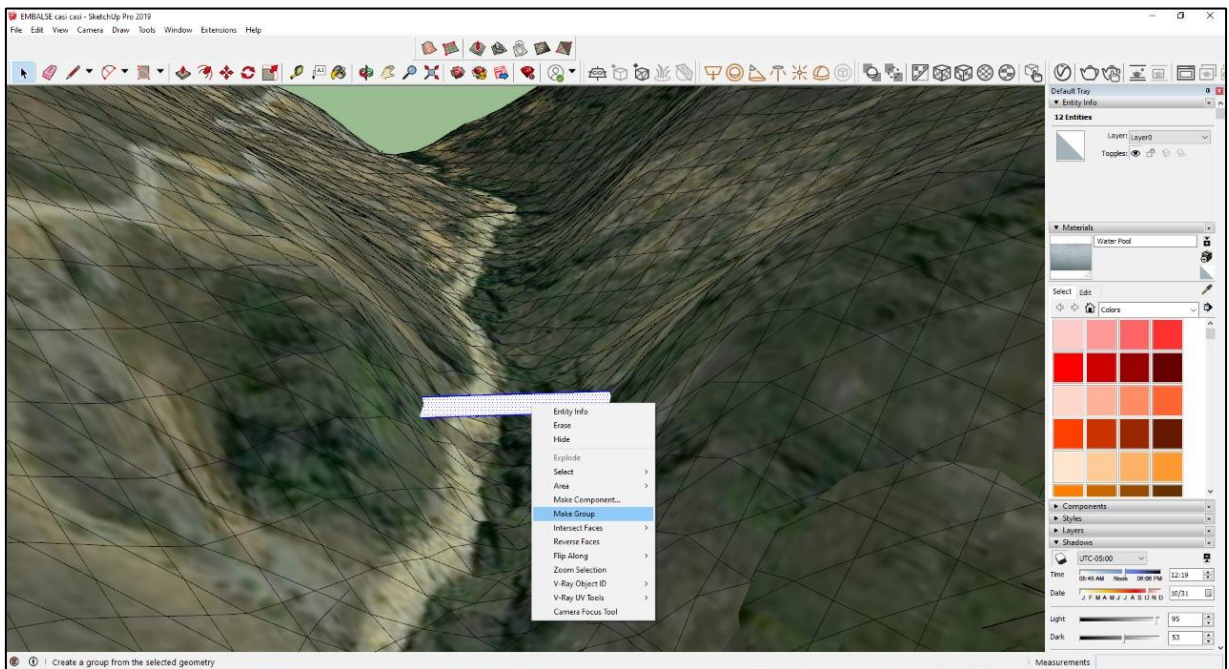 EMBALSE casi casi - SketchUp Pro 2019
File Edit View Camera Draw Tools Window Extensions Help
Default Tray
Entity Info
12 Entities
Layer: Layer0
Toggles:
Materials
Water Pool
Select Edit
Colors
Entity Info
Erase
Hide
Explode
Select
Area
Make Component...
Make Group
Intersect Faces
Reverse Faces
Flip Along
Zoom Selection
V-Ray Object ID
V-Ray UV Tools
Camera Focus Tool
Components
Styles
Layers
Shadows
UTC-05:00
Time 05:43 AM Noon 06:08 PM 12:19
Date J F M A M J J A S O N D 10/31
Light 95
Dark 53
Create a group from the selected geometry
Measurements